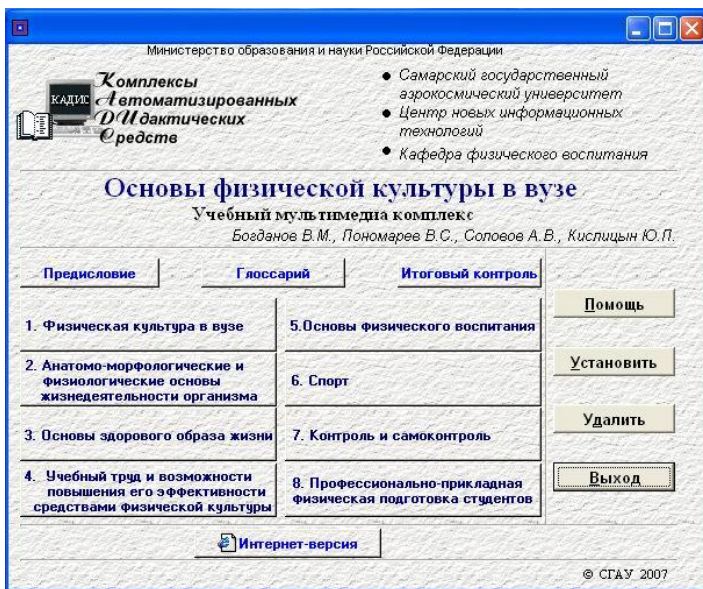 Министерство образования и науки Российской Федерации
КАДИС
Комплексы
Автоматизированных
ДИдактических
Средств
● Самарский государственный
аэрокосмический университет
● Центр новых информационных
технологий
● Кафедра физического воспитания
Основы физической культуры в вузе
Учебный мультимедиа комплекс
Богданов В.М., Пономарев В.С., Соловов А.В., Кислицын Ю.П.
Предисловие
Глоссарий
Итоговый контроль
1. Физическая культура в вузе
2. Анатомо-морфологические и
физиологические основы
жизнедеятельности организма
3. Основы здорового образа жизни
4. Учебный труд и возможности
повышения его эффективности
средствами физической культуры
5.Основы физического воспитания
6. Спорт
7. Контроль и самоконтроль
8. Профессионально-прикладная
физическая подготовка студентов
Помощь
Установить
Удалить
Выход
Интернет-версия
© СГАУ 2007